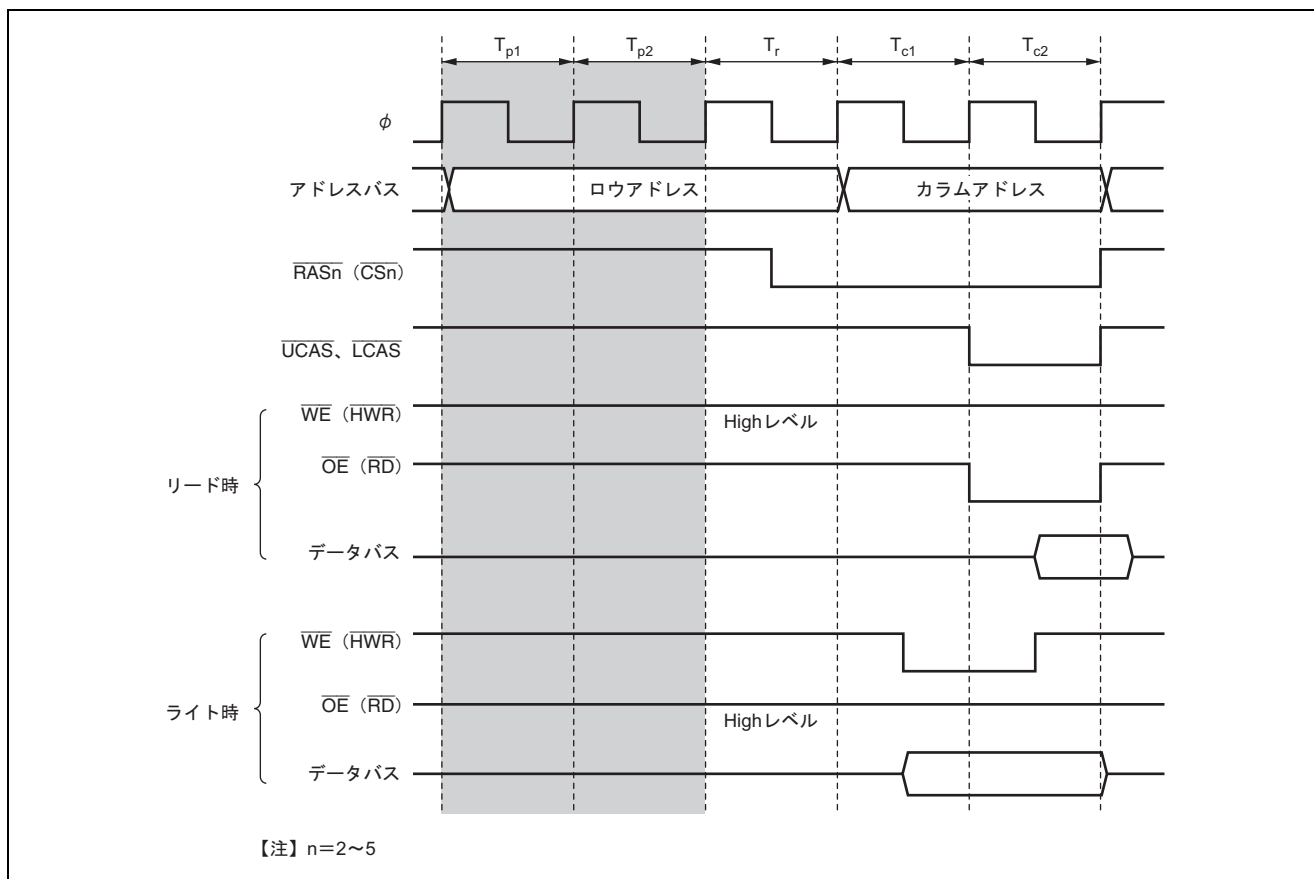 Tp1 Tp2 Tr Tc1 Tc2
φ
アドレスバス ロウアドレス カラムアドレス
RASn（CSn）
UCAS、LCAS
WE（HWR） Highレベル
OE（RD）
リード時
データバス
WE（HWR）
OE（RD） Highレベル
ライト時
データバス
【注】n＝2～5